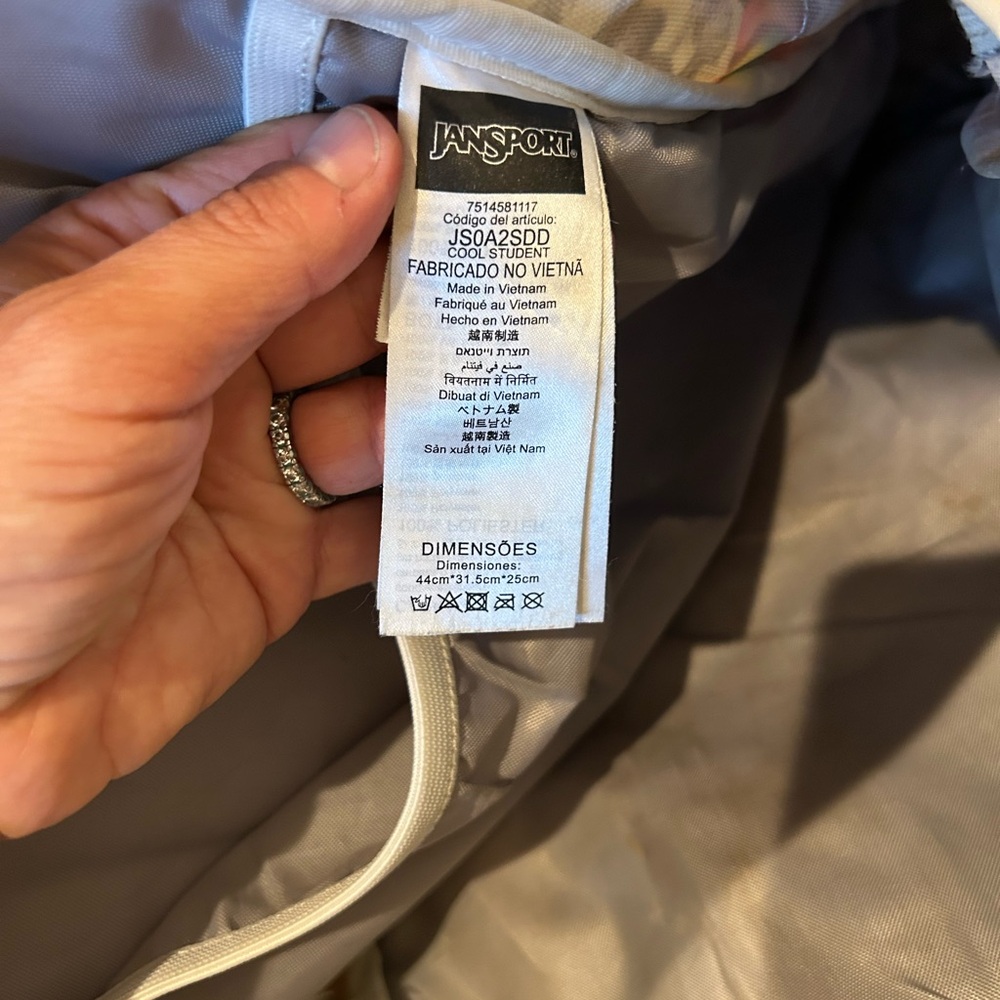 JANSPORT®
7514581117
Código del artículo:
JS0A2SDD
COOL STUDENT
FABRICADO NO VIETNÃ
Made in Vietnam
Fabriqué au Vietnam
Hecho en Vietnam
越南制造
תוצרת וייטנאם
صنع في فيتنام
वियतनाम में निर्मित
Dibuat di Vietnam
ベトナム製
베트남산
越南製造
Sản xuất tại Việt Nam
100% POLIESTER
DIMENSÕES
Dimensiones:
44cm*31.5cm*25cm